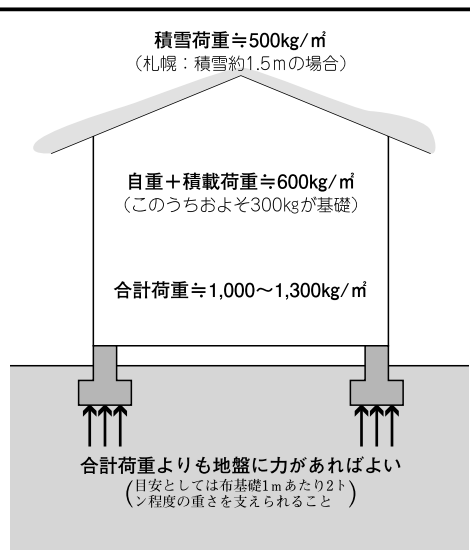 積雪荷重≒500kg/㎡
（札幌：積雪約1.5mの場合）
自重＋積載荷重≒600kg/㎡
（このうちおよそ300kgが基礎）
合計荷重≒1,000〜1,300kg/㎡
合計荷重よりも地盤に力があればよい
（目安としては布基礎1mあたり2ト
ン程度の重さを支えられること）